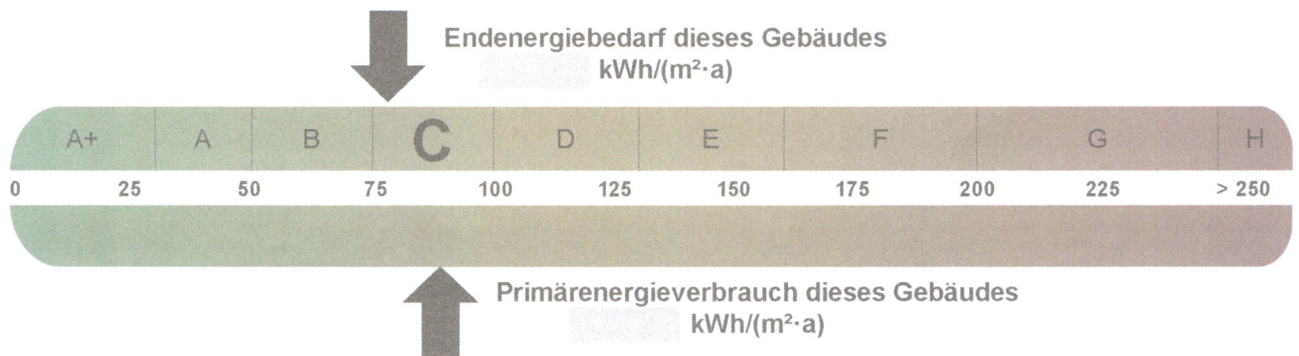 Endenergiebedarf dieses Gebäudes
kWh/(m²·a)
A+ A B C D E F G H
0 25 50 75 100 125 150 175 200 225 > 250
Primärenergieverbrauch dieses Gebäudes
kWh/(m²·a)